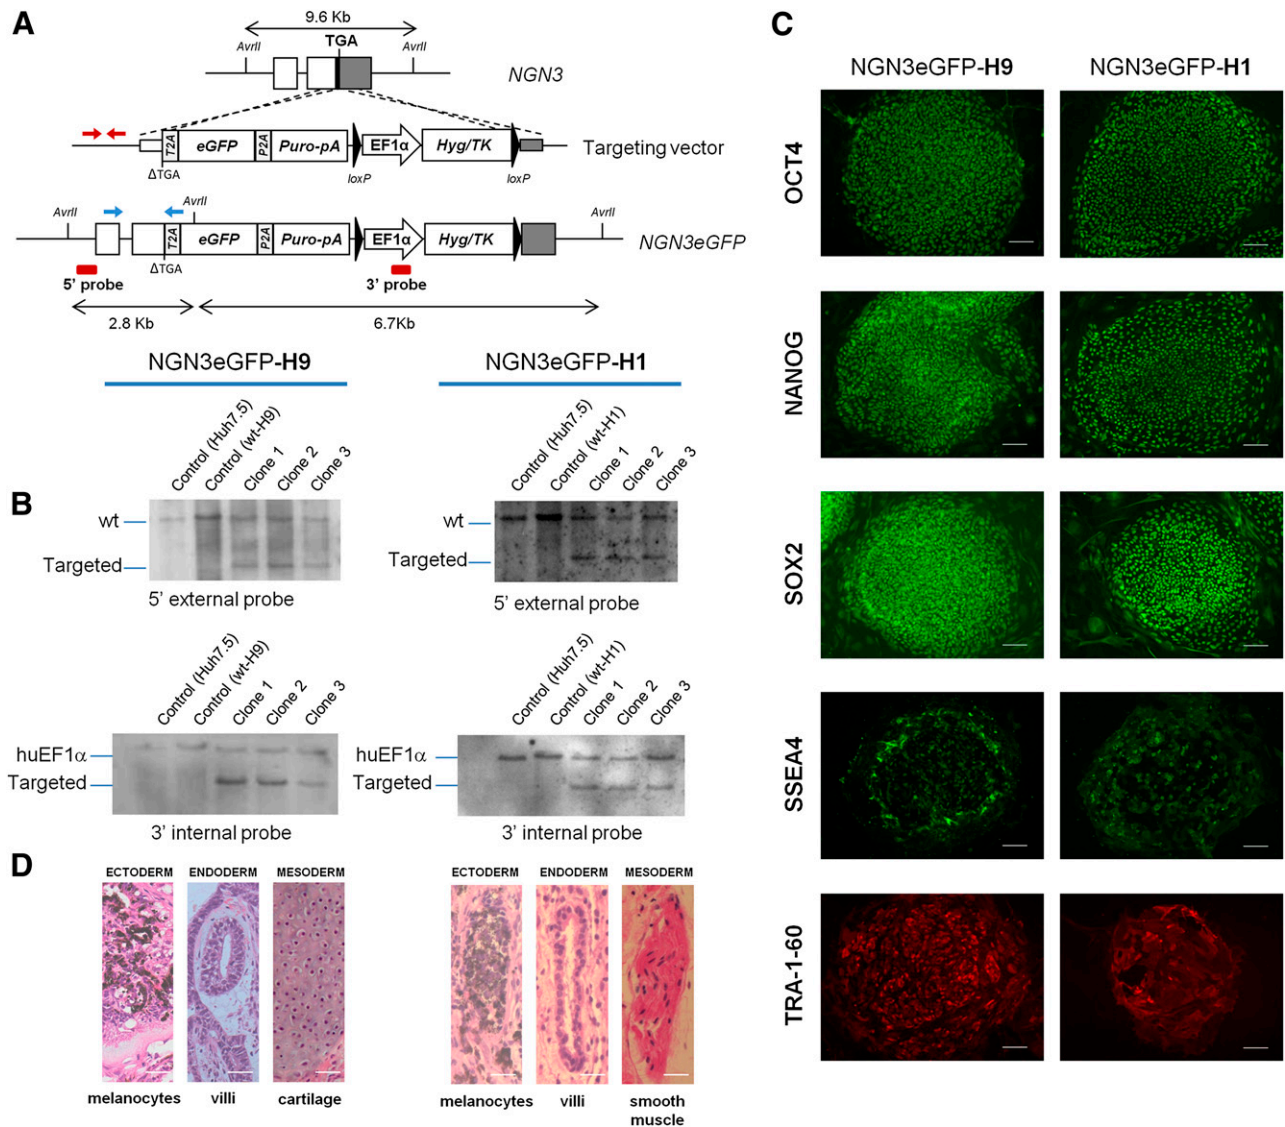 A
9.6 Kb
AvrII
TGA
AvrII
NGN3
T2A
eGFP
P2A
Puro-pA
EF1α
Hyg/TK
Targeting vector
ΔTGA
loxP
loxP
AvrII
AvrII
AvrII
T2A
eGFP
P2A
Puro-pA
EF1α
Hyg/TK
NGN3eGFP
ΔTGA
5' probe
3' probe
2.8 Kb
6.7Kb
NGN3eGFP-H9
NGN3eGFP-H1
B
Control (Huh7.5)
Control (wt-H9)
Clone 1
Clone 2
Clone 3
wt
Targeted
5' external probe
Control (Huh7.5)
Control (wt-H1)
Clone 1
Clone 2
Clone 3
wt
Targeted
5' external probe
Control (Huh7.5)
Control (wt-H9)
Clone 1
Clone 2
Clone 3
huEF1α
Targeted
3' internal probe
Control (Huh7.5)
Control (wt-H1)
Clone 1
Clone 2
Clone 3
huEF1α
Targeted
3' internal probe
C
NGN3eGFP-H9
NGN3eGFP-H1
OCT4
NANOG
SOX2
SSEA4
TRA-1-60
D
ECTODERM
ENDODERM
MESODERM
melanocytes
villi
cartilage
ECTODERM
ENDODERM
MESODERM
melanocytes
villi
smooth
muscle